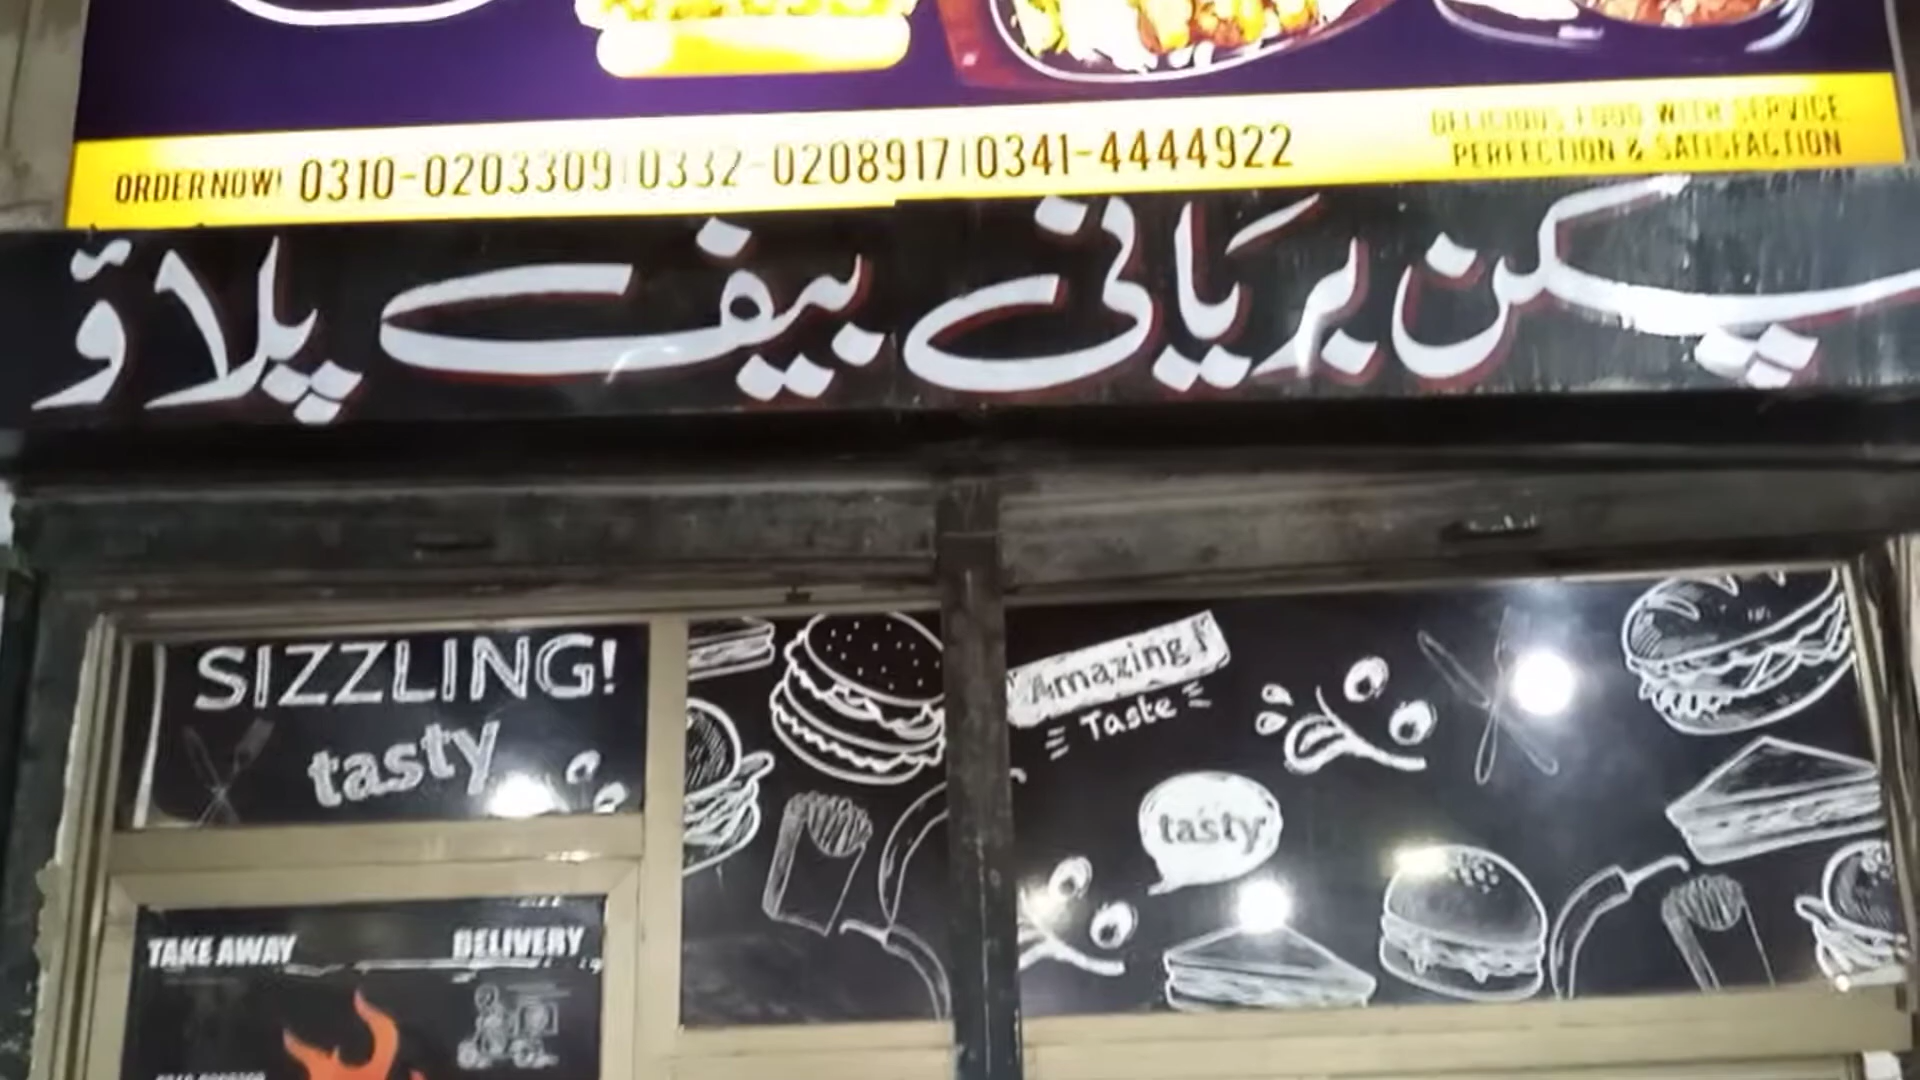 ORDER NOW! 0310-0203309|0332-0208917|0341-4444922
DELICIOUS FOOD WITH SERVICE
PERFECTION & SATISFACTION
چکن بریانی بیف پلاؤ
SIZZLING!
tasty
Amazing!
Taste
tasty
TAKE AWAY
DELIVERY